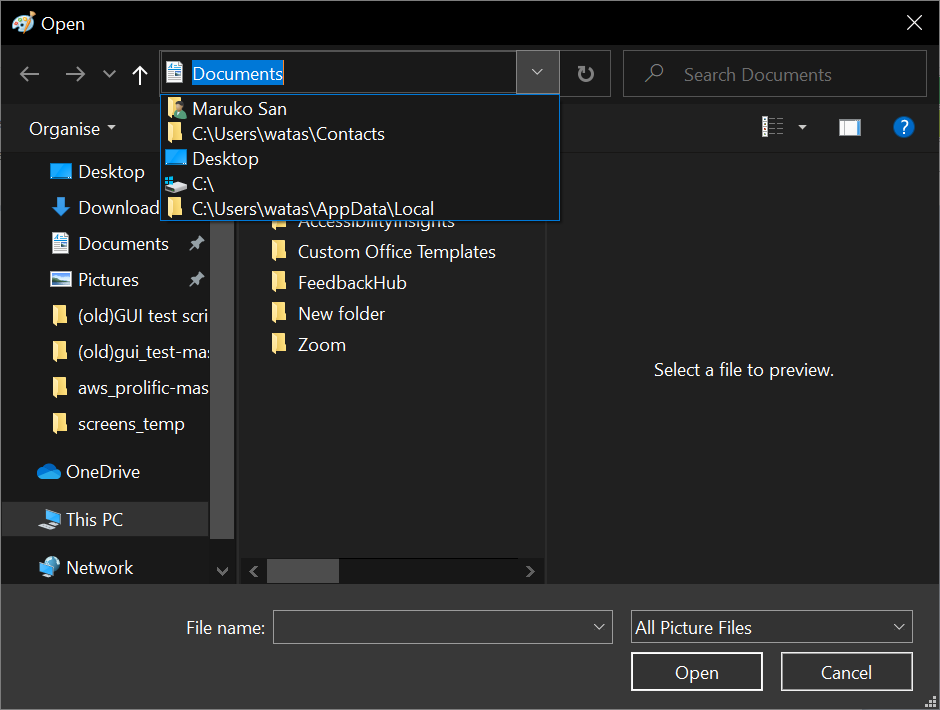 Open
Documents
Search Documents
Maruko San
C:\Users\watas\Contacts
Desktop
C:\
C:\Users\watas\AppData\Local
Organise
?
Desktop
Download
Documents
Pictures
(old)GUI test scri
(old)gui_test-mas
aws_prolific-mas
screens_temp
OneDrive
This PC
Network
AccessibilityInsights
Custom Office Templates
FeedbackHub
New folder
Zoom
Select a file to preview.
File name:
All Picture Files
Open
Cancel